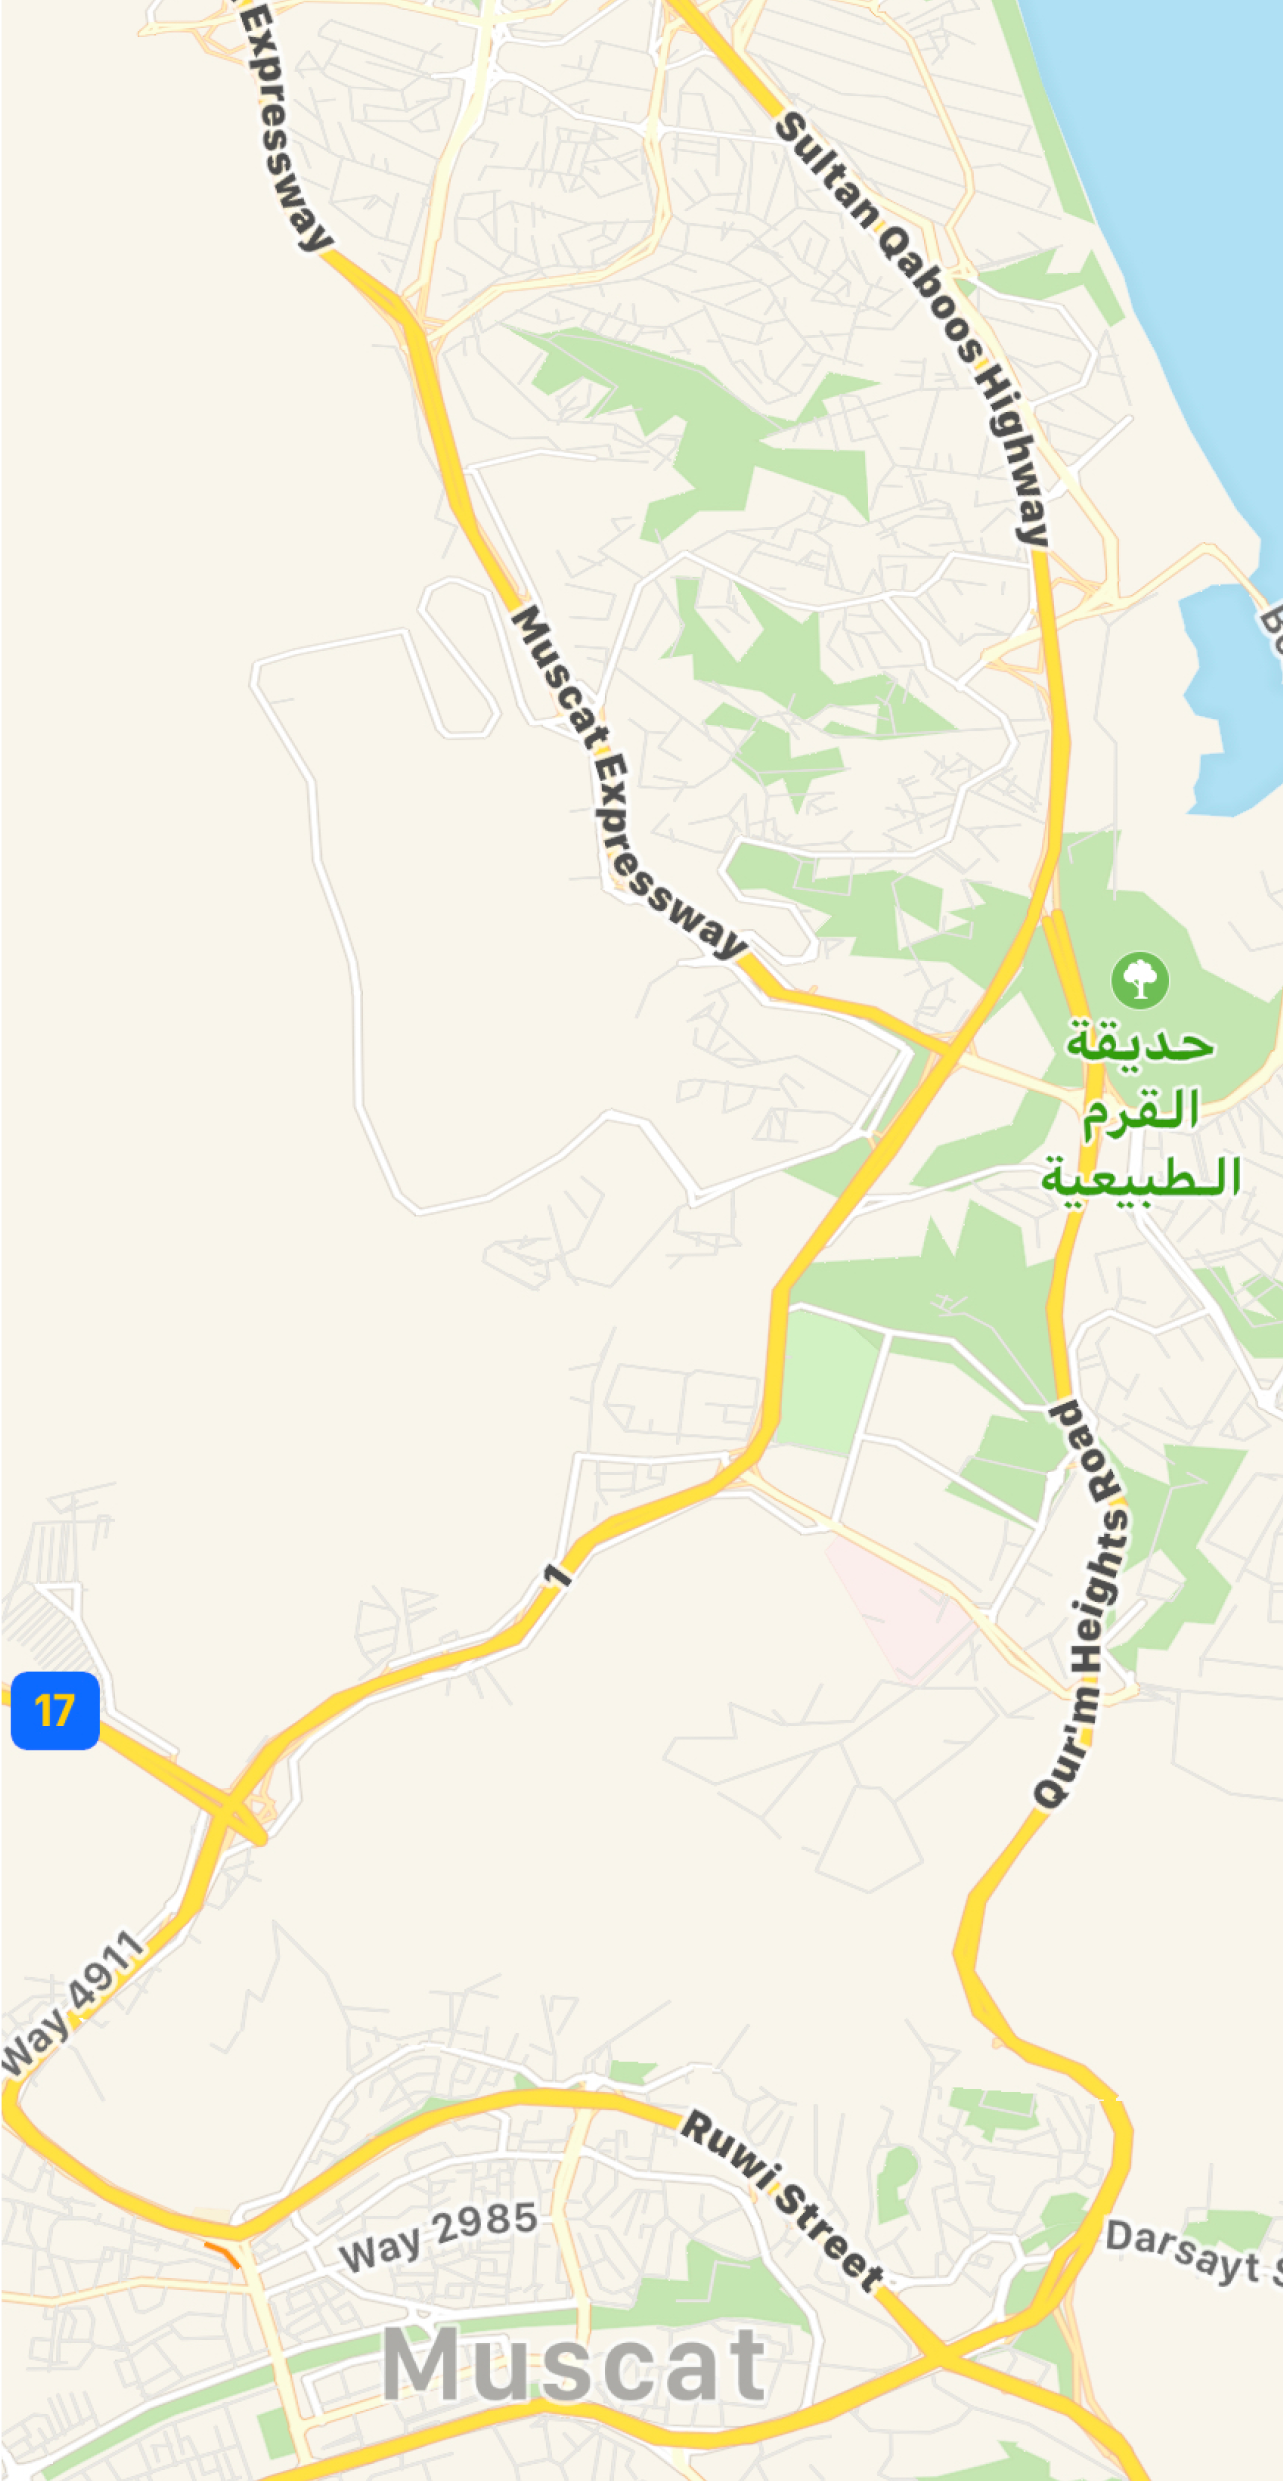 Expressway
Sultan Qaboos Highway
Muscat Expressway
حديقة
القرم
الطبيعية
Qur'm Heights Road
1
17
Way 4911
Ruwi Street
Way 2985
Darsayt
Muscat